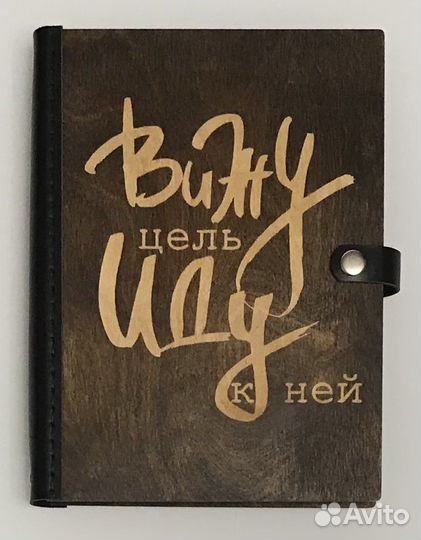 Вижу
цель
иду
к ней
Avito